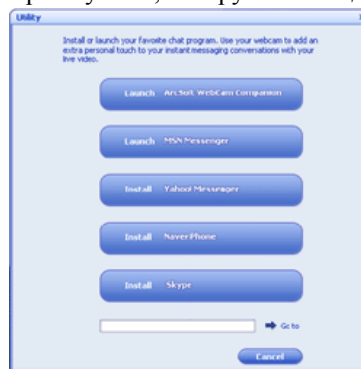 Utility
Install or launch your favorite chat program. Use your webcam to add an
extra personal touch to your instant messaging conversations with your
live video.
Launch ArcSoft WebCam Companion
Launch MSN Messenger
Install Yahoo! Messenger
Install Naver Phone
Install Skype
Go to
Cancel